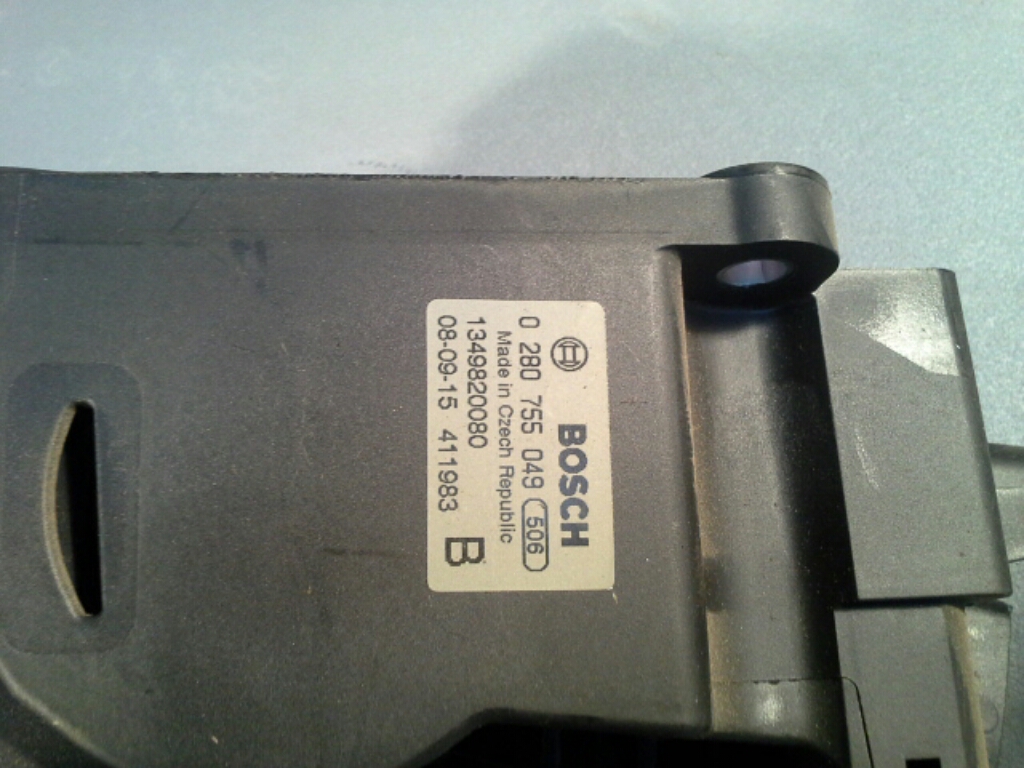 BOSCH
0 280 755 049 506
Made in Czech Republic
1349820080
08-09-15 411983 B